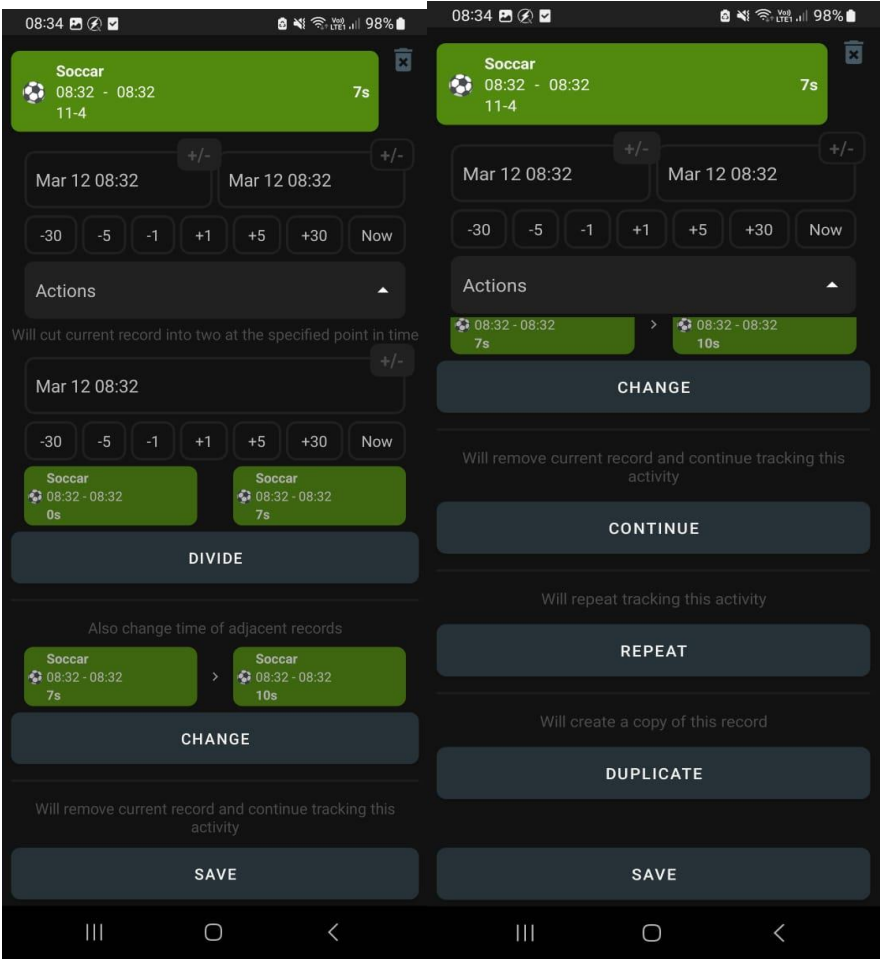 08:34 98%
Soccar
08:32 - 08:32 7s
11-4
+/- +/-
Mar 12 08:32 Mar 12 08:32
-30 -5 -1 +1 +5 +30 Now
Actions
Will cut current record into two at the specified point in time
+/-
Mar 12 08:32
-30 -5 -1 +1 +5 +30 Now
Soccar Soccar
08:32 - 08:32 08:32 - 08:32
0s 7s
DIVIDE
Also change time of adjacent records
Soccar Soccar
08:32 - 08:32 > 08:32 - 08:32
7s 10s
CHANGE
Will remove current record and continue tracking this
activity
SAVE
08:34 98%
Soccar
08:32 - 08:32 7s
11-4
+/- +/-
Mar 12 08:32 Mar 12 08:32
-30 -5 -1 +1 +5 +30 Now
Actions
08:32 - 08:32 > 08:32 - 08:32
7s 10s
CHANGE
Will remove current record and continue tracking this
activity
CONTINUE
Will repeat tracking this activity
REPEAT
Will create a copy of this record
DUPLICATE
SAVE